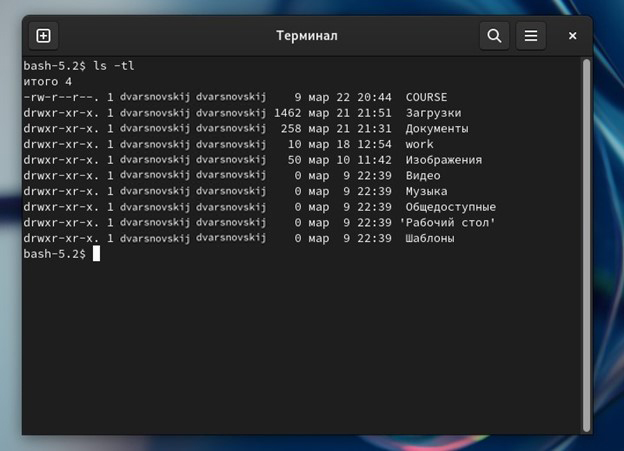 Терминал
bash-5.2$ ls -tl
итого 4
-rw-r--r--. 1 dvarsnovskij dvarsnovskij 9 мар 22 20:44 COURSE
drwxr-xr-x. 1 dvarsnovskij dvarsnovskij 1462 мар 21 21:51 Загрузки
drwxr-xr-x. 1 dvarsnovskij dvarsnovskij 258 мар 21 21:31 Документы
drwxr-xr-x. 1 dvarsnovskij dvarsnovskij 10 мар 18 12:54 work
drwxr-xr-x. 1 dvarsnovskij dvarsnovskij 50 мар 10 11:42 Изображения
drwxr-xr-x. 1 dvarsnovskij dvarsnovskij 0 мар 9 22:39 Видео
drwxr-xr-x. 1 dvarsnovskij dvarsnovskij 0 мар 9 22:39 Музыка
drwxr-xr-x. 1 dvarsnovskij dvarsnovskij 0 мар 9 22:39 Общедоступные
drwxr-xr-x. 1 dvarsnovskij dvarsnovskij 0 мар 9 22:39 'Рабочий стол'
drwxr-xr-x. 1 dvarsnovskij dvarsnovskij 0 мар 9 22:39 Шаблоны
bash-5.2$